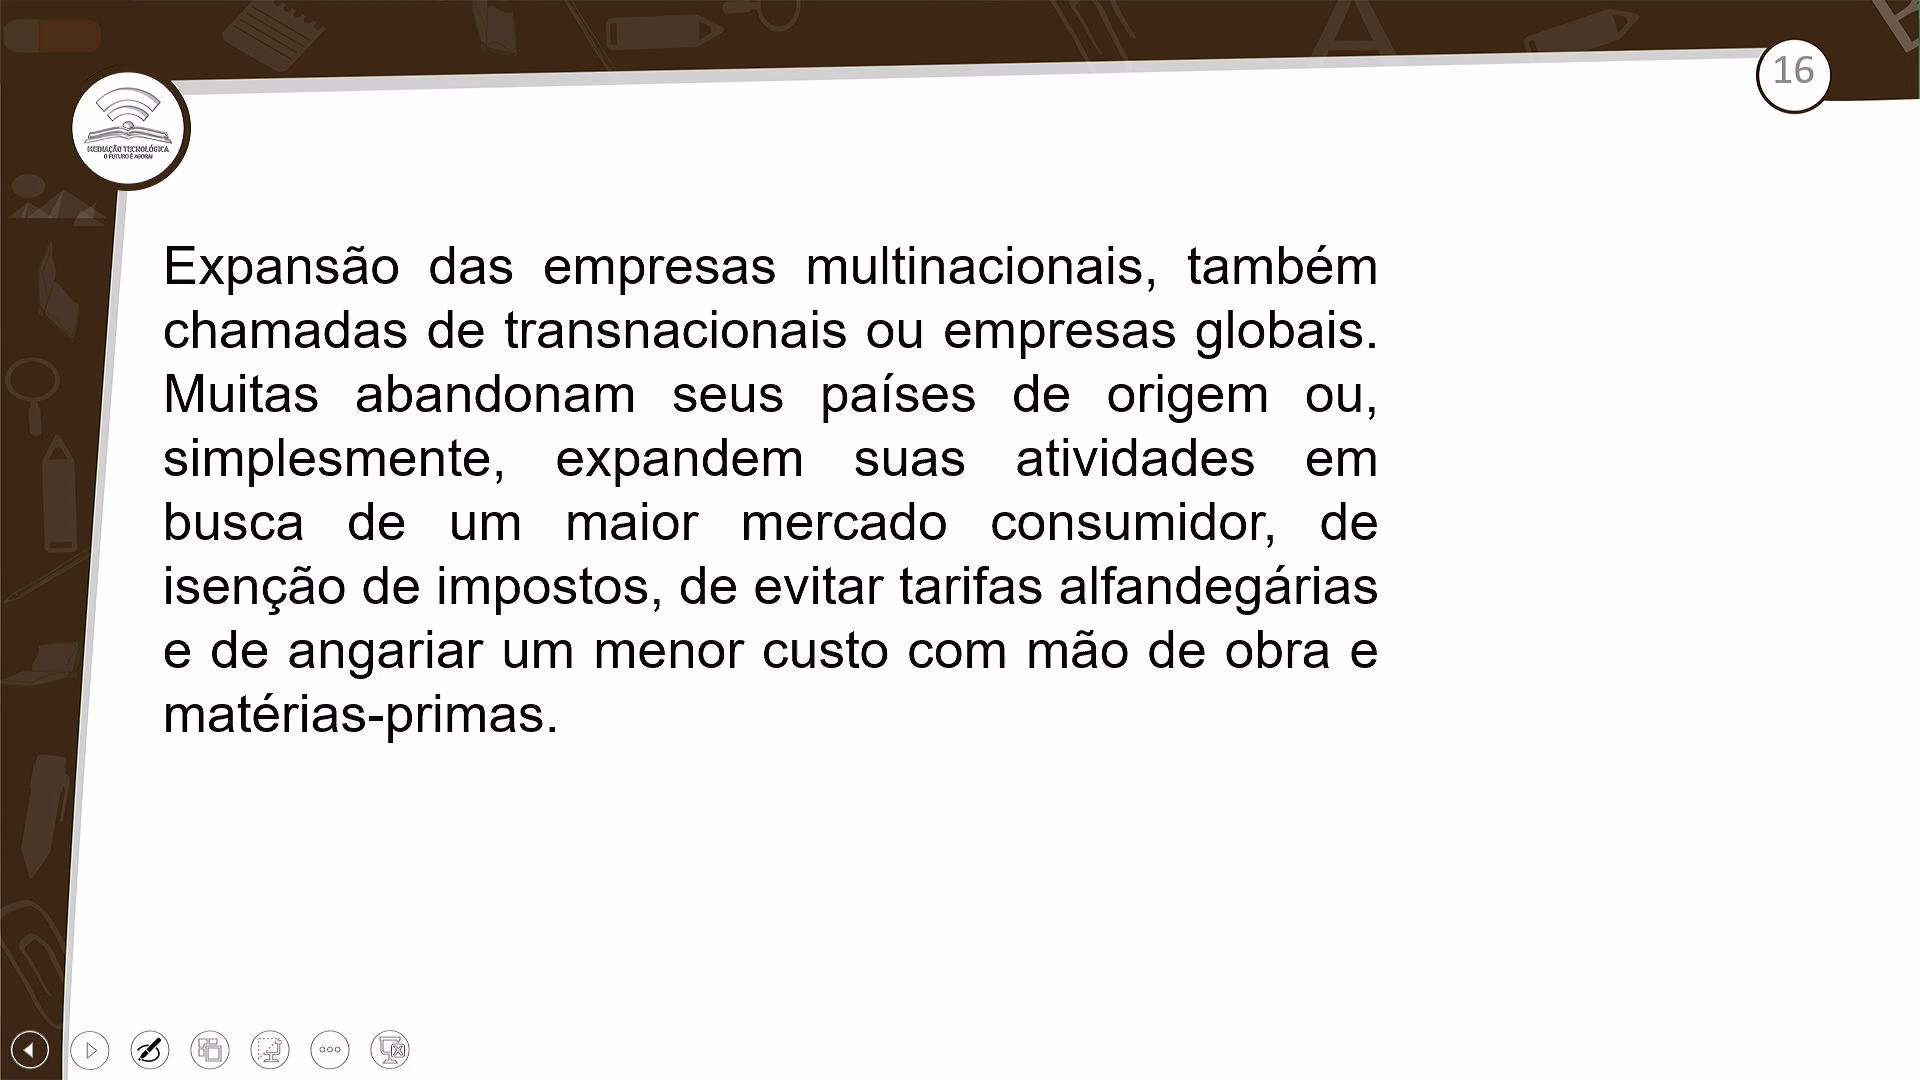 16
MEDIAÇÃO TECNOLÓGICA
O FUTURO É AGORA!
Expansão das empresas multinacionais, também
chamadas de transnacionais ou empresas globais.
Muitas abandonam seus países de origem ou,
simplesmente, expandem suas atividades em
busca de um maior mercado consumidor, de
isenção de impostos, de evitar tarifas alfandegárias
e de angariar um menor custo com mão de obra e
matérias-primas.